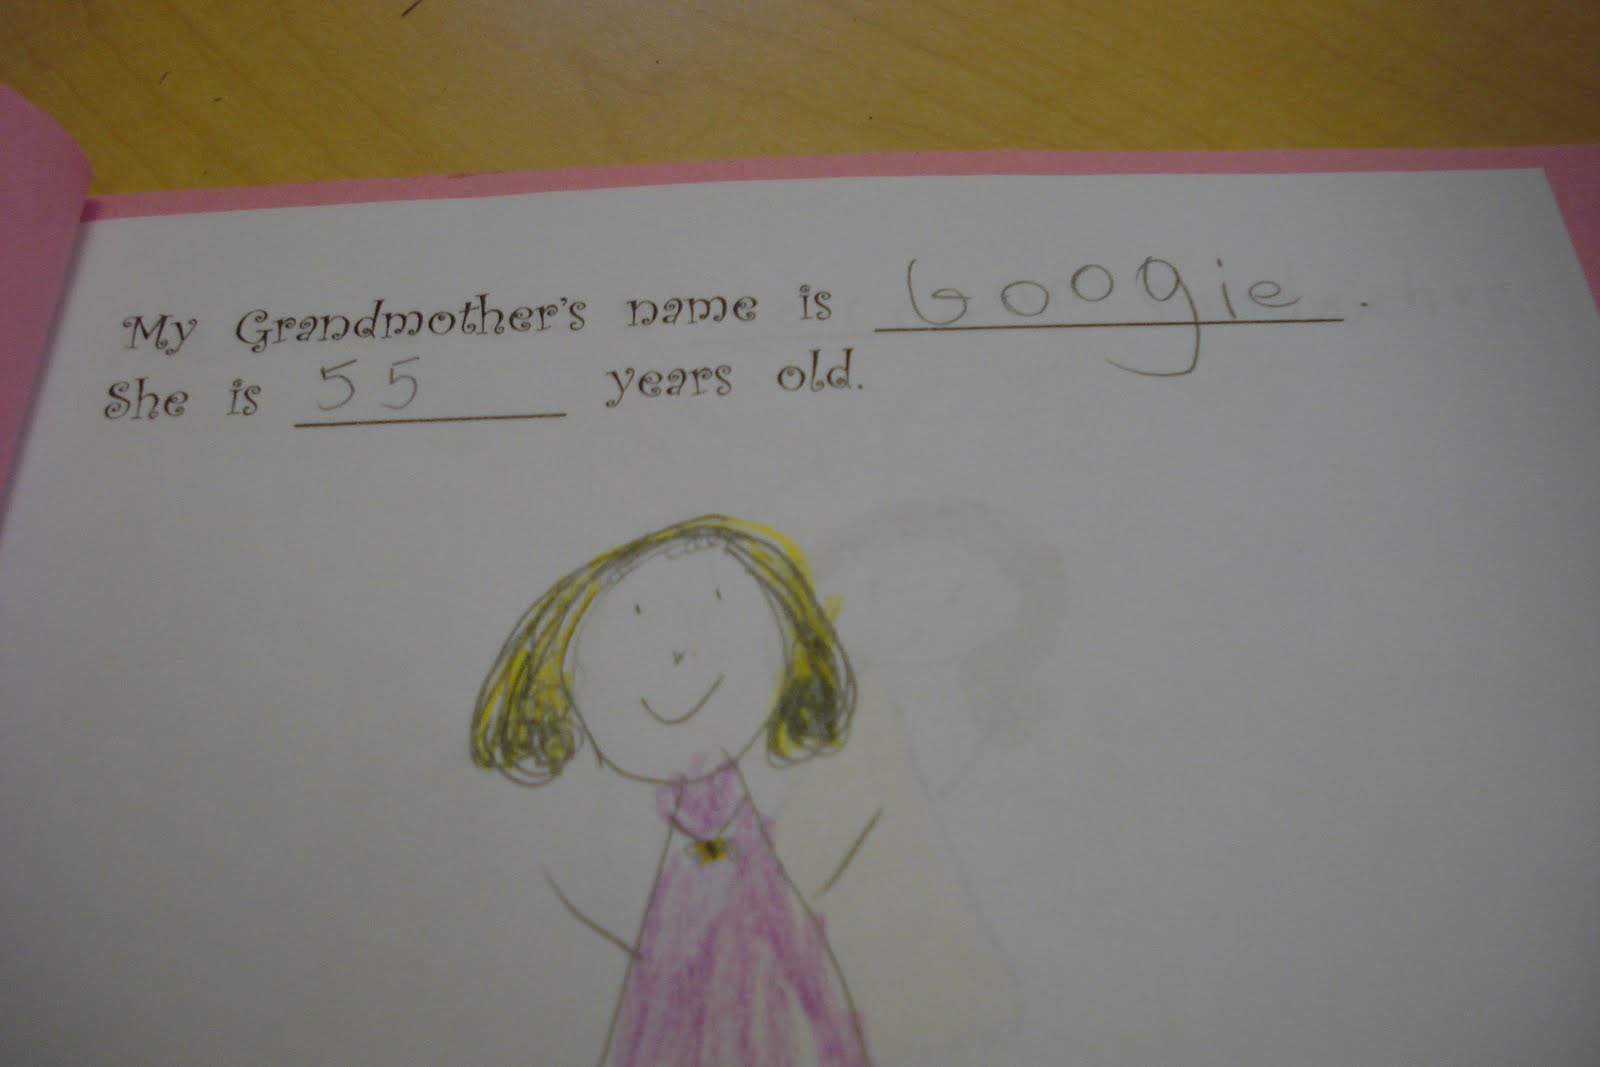 My Grandmother's name is Googie.
She is 55 years old.